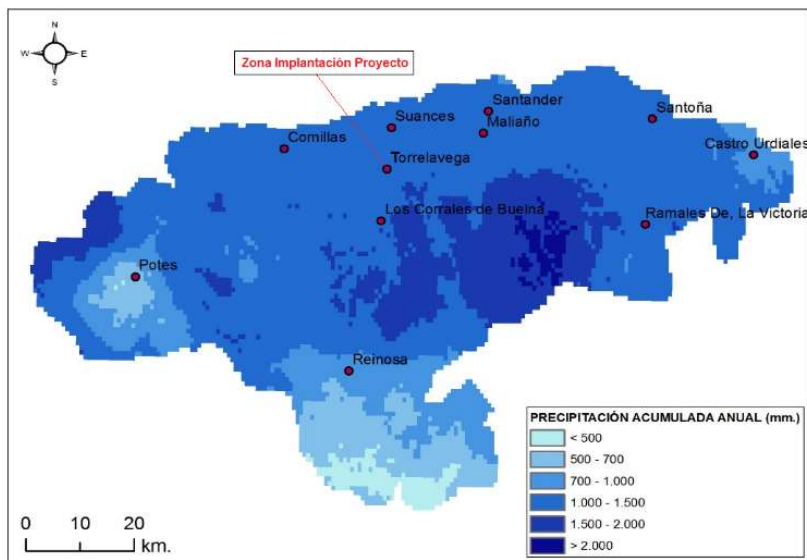 N
W E
S
Zona Implantación Proyecto
Santander
Suances
Maliaño
Santoña
Comillas
Castro Urdiales
Torrelavega
Los Corrales de Buelna
Ramales De, La Victoria
Potes
Reinosa
PRECIPITACIÓN ACUMULADA ANUAL (mm.)
< 500
500 - 700
700 - 1.000
1.000 - 1.500
1.500 - 2.000
> 2.000
0 10 20
km.